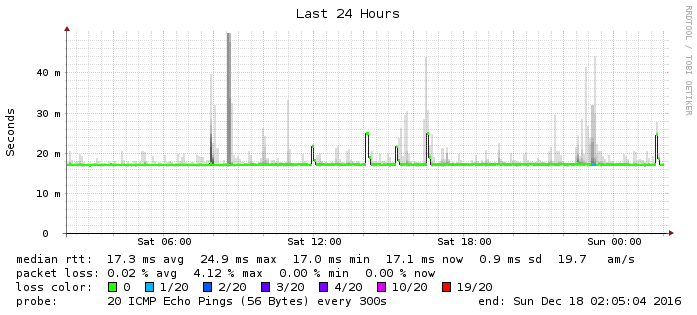 Last 24 Hours
RRDTOOL / TOBI OETIKER
Seconds
40 m
30 m
20 m
10 m
0
Sat 06:00 Sat 12:00 Sat 18:00 Sun 00:00
median rtt: 17.3 ms avg 24.9 ms max 17.0 ms min 17.1 ms now 0.9 ms sd 19.7 am/s
packet loss: 0.02 % avg 4.12 % max 0.00 % min 0.00 % now
loss color: 0 1/20 2/20 3/20 4/20 10/20 19/20
probe: 20 ICMP Echo Pings (56 Bytes) every 300s end: Sun Dec 18 02:05:04 2016